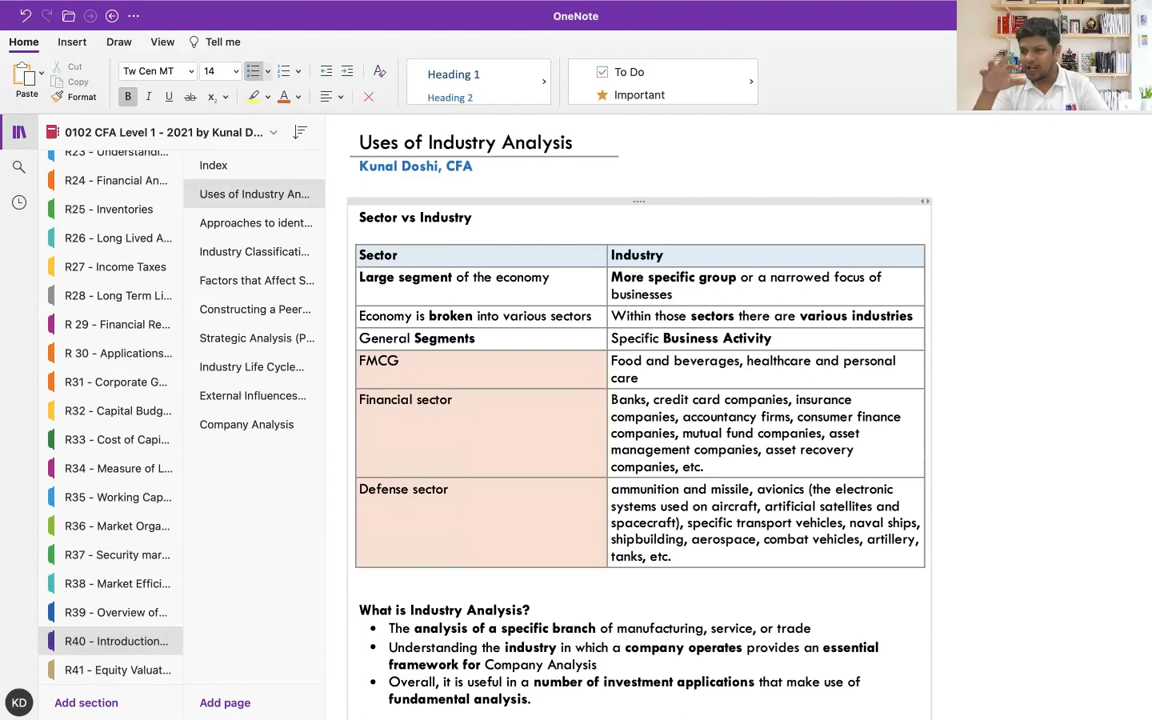 OneNote
Home Insert Draw View Tell me
Paste
Cut
Copy
Format
Tw Cen MT 14
B I U ab x₂ A
Heading 1
Heading 2
To Do
Important
0102 CFA Level 1 - 2021 by Kunal D...
R23 - Understandi...
R24 - Financial An...
R25 - Inventories
R26 - Long Lived A...
R27 - Income Taxes
R28 - Long Term Li...
R 29 - Financial Re...
R 30 - Applications...
R31 - Corporate G...
R32 - Capital Budg...
R33 - Cost of Capi...
R34 - Measure of L...
R35 - Working Cap...
R36 - Market Orga...
R37 - Security mar...
R38 - Market Effici...
R39 - Overview of...
R40 - Introduction...
R41 - Equity Valuat...
KD
Add section
Index
Uses of Industry An...
Approaches to ident...
Industry Classificati...
Factors that Affect S...
Constructing a Peer...
Strategic Analysis (P...
Industry Life Cycle...
External Influences...
Company Analysis
Add page
Uses of Industry Analysis
Kunal Doshi, CFA
Sector vs Industry
Sector Industry
Large segment of the economy
More specific group or a narrowed focus of
businesses
Economy is broken into various sectors
Within those sectors there are various industries
General Segments
Specific Business Activity
FMCG
Food and beverages, healthcare and personal
care
Financial sector
Banks, credit card companies, insurance
companies, accountancy firms, consumer finance
companies, mutual fund companies, asset
management companies, asset recovery
companies, etc.
Defense sector
ammunition and missile, avionics (the electronic
systems used on aircraft, artificial satellites and
spacecraft), specific transport vehicles, naval ships,
shipbuilding, aerospace, combat vehicles, artillery,
tanks, etc.
What is Industry Analysis?
• The analysis of a specific branch of manufacturing, service, or trade
• Understanding the industry in which a company operates provides an essential
framework for Company Analysis
• Overall, it is useful in a number of investment applications that make use of
fundamental analysis.